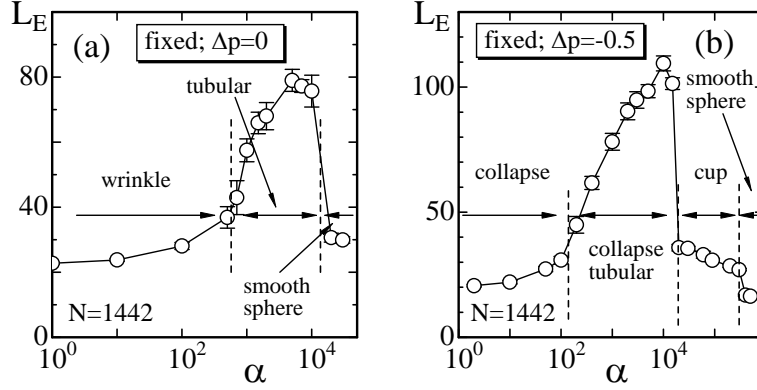 L_E
(a)
fixed; Δp=0
80
tubular
wrinkle
40
smooth
sphere
N=1442
0
10^0
10^2
10^4
α
L_E
fixed; Δp=-0.5
(b)
smooth
sphere
100
collapse
cup
50
collapse
tubular
N=1442
0
10^0
10^2
10^4
α